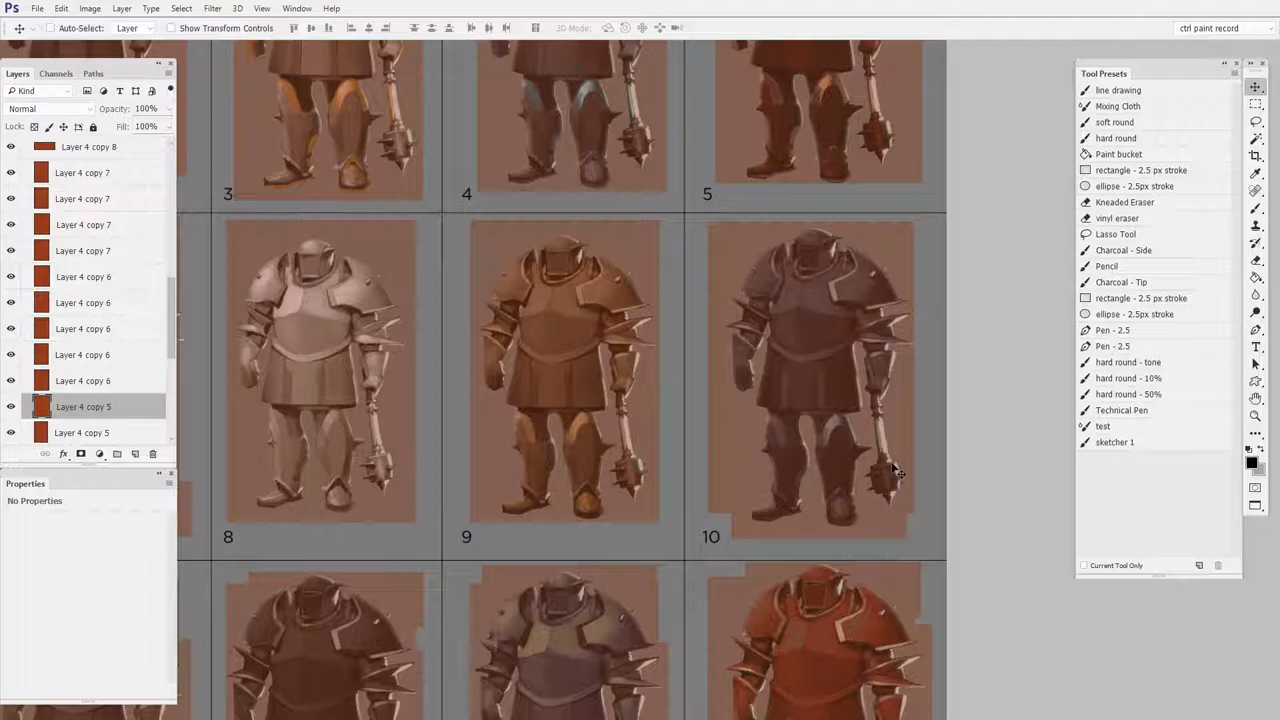 Ps File Edit Image Layer Type Select Filter 3D View Window Help
Auto-Select: Layer Show Transform Controls 3D Mode: ctrl paint record
Layers Channels Paths
Kind
Normal Opacity: 100%
Lock: Fill: 100%
Layer 4 copy 8
Layer 4 copy 7
Layer 4 copy 7
Layer 4 copy 7
Layer 4 copy 7
Layer 4 copy 6
Layer 4 copy 6
Layer 4 copy 6
Layer 4 copy 6
Layer 4 copy 6
Layer 4 copy 5
Layer 4 copy 5
fx
Properties
No Properties
3 4 5
8 9 10
Tool Presets
line drawing
Mixing Cloth
soft round
hard round
Paint bucket
rectangle - 2.5px stroke
ellipse - 2.5px stroke
Kneaded Eraser
vinyl eraser
Lasso Tool
Charcoal - Side
Pencil
Charcoal - Tip
rectangle - 2.5 px stroke
ellipse - 2.5px stroke
Pen - 2.5
Pen - 2.5
hard round - tone
hard round - 10%
hard round - 50%
Technical Pen
test
sketcher 1
Current Tool Only